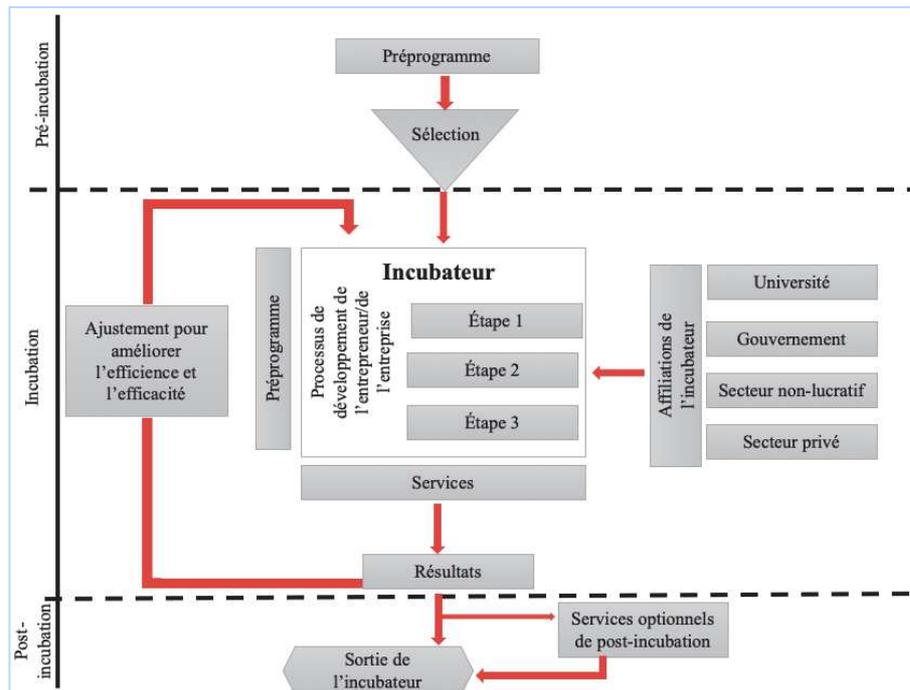 Pré-incubation
Préprogramme
Sélection
Incubation
Ajustement pour
améliorer
l'efficience et
l'efficacité
Préprogramme
Incubateur
Processus de
développement de
l'entrepreneur/de
l'entreprise
Étape 1
Étape 2
Étape 3
Services
Affiliations de
l'incubateur
Université
Gouvernement
Secteur non-lucratif
Secteur privé
Résultats
Post-
incubation
Services optionnels
de post-incubation
Sortie de
l'incubateur